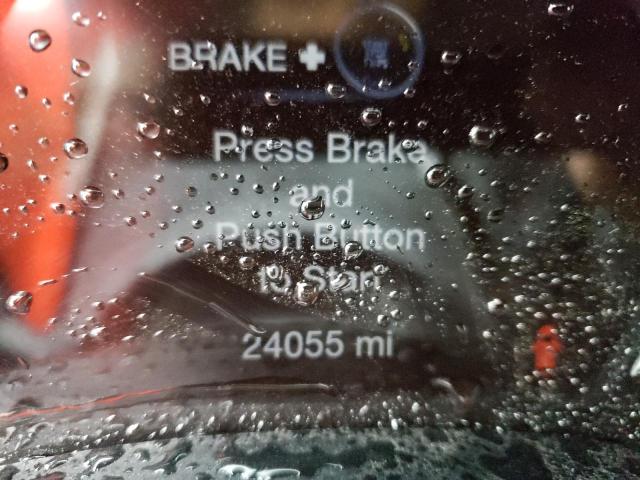 BRAKE +
Press Brake
and
Push Button
to Start
24055 mi